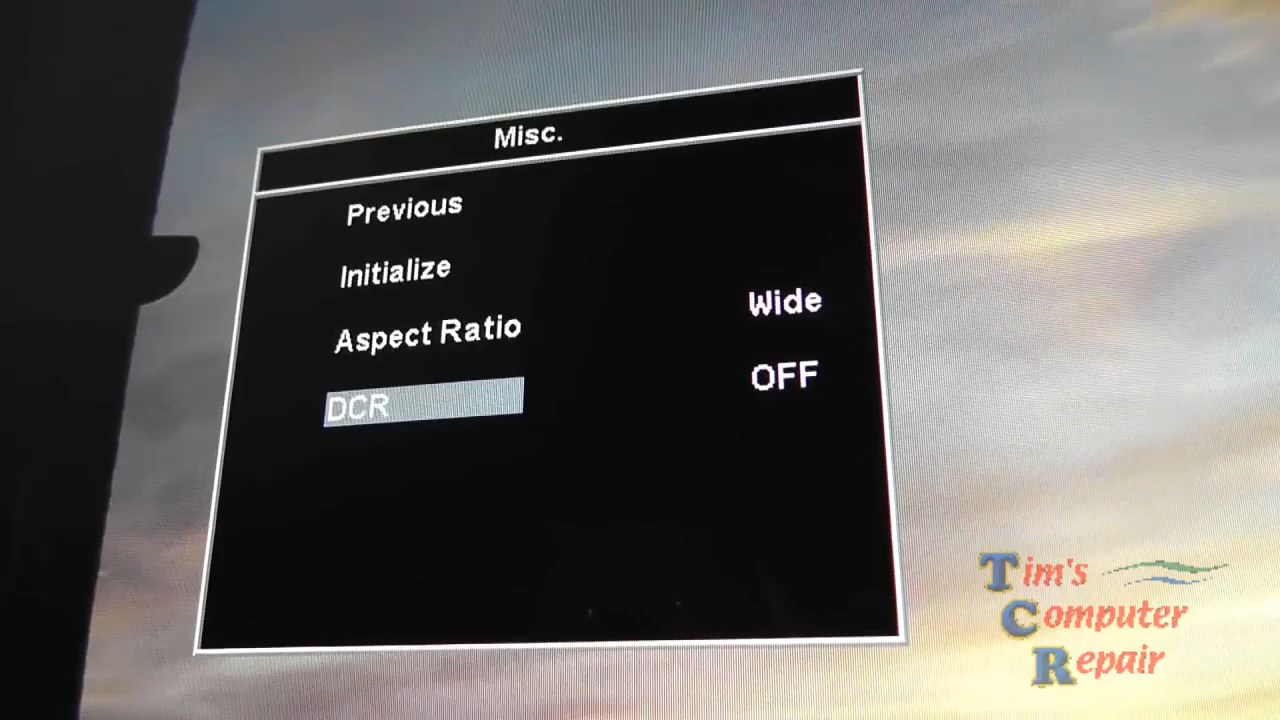 Misc.
Previous
Initialize
Aspect Ratio Wide
DCR OFF
Tim's
Computer
Repair